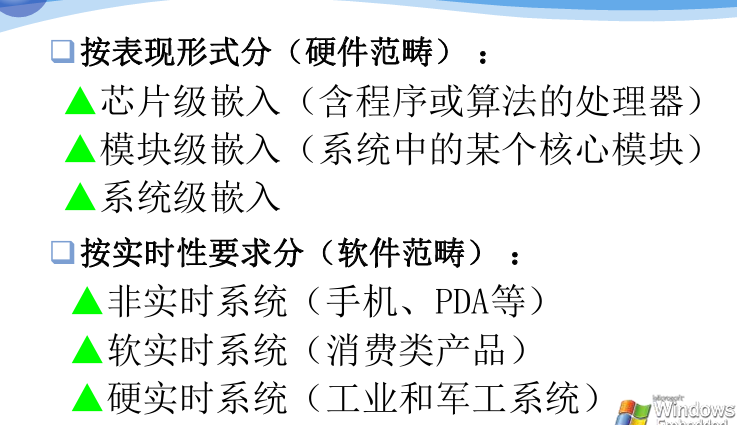 按表现形式分（硬件范畴）：
芯片级嵌入（含程序或算法的处理器）
模块级嵌入（系统中的某个核心模块）
系统级嵌入
按实时性要求分（软件范畴）：
非实时系统（手机、PDA等）
软实时系统（消费类产品）
硬实时系统（工业和军工系统）
Microsoft
Windows
Embedded